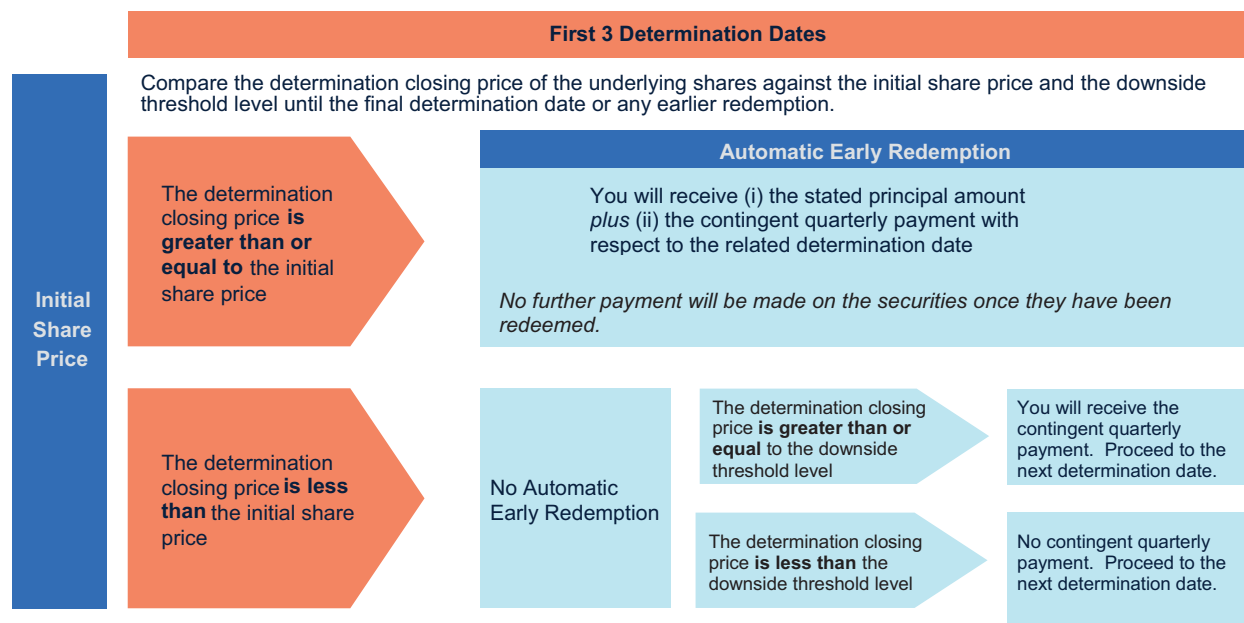 First 3 Determination Dates
Compare the determination closing price of the underlying shares against the initial share price and the downside
threshold level until the final determination date or any earlier redemption.
Initial
Share
Price
The determination
closing price is
greater than or
equal to the initial
share price
Automatic Early Redemption
You will receive (i) the stated principal amount
plus (ii) the contingent quarterly payment with
respect to the related determination date
No further payment will be made on the securities once they have been
redeemed.
The determination
closing price is less
than the initial share
price
No Automatic
Early Redemption
The determination closing
price is greater than or
equal to the downside
threshold level
You will receive the
contingent quarterly
payment. Proceed to the
next determination date.
The determination closing
price is less than the
downside threshold level
No contingent quarterly
payment. Proceed to the
next determination date.